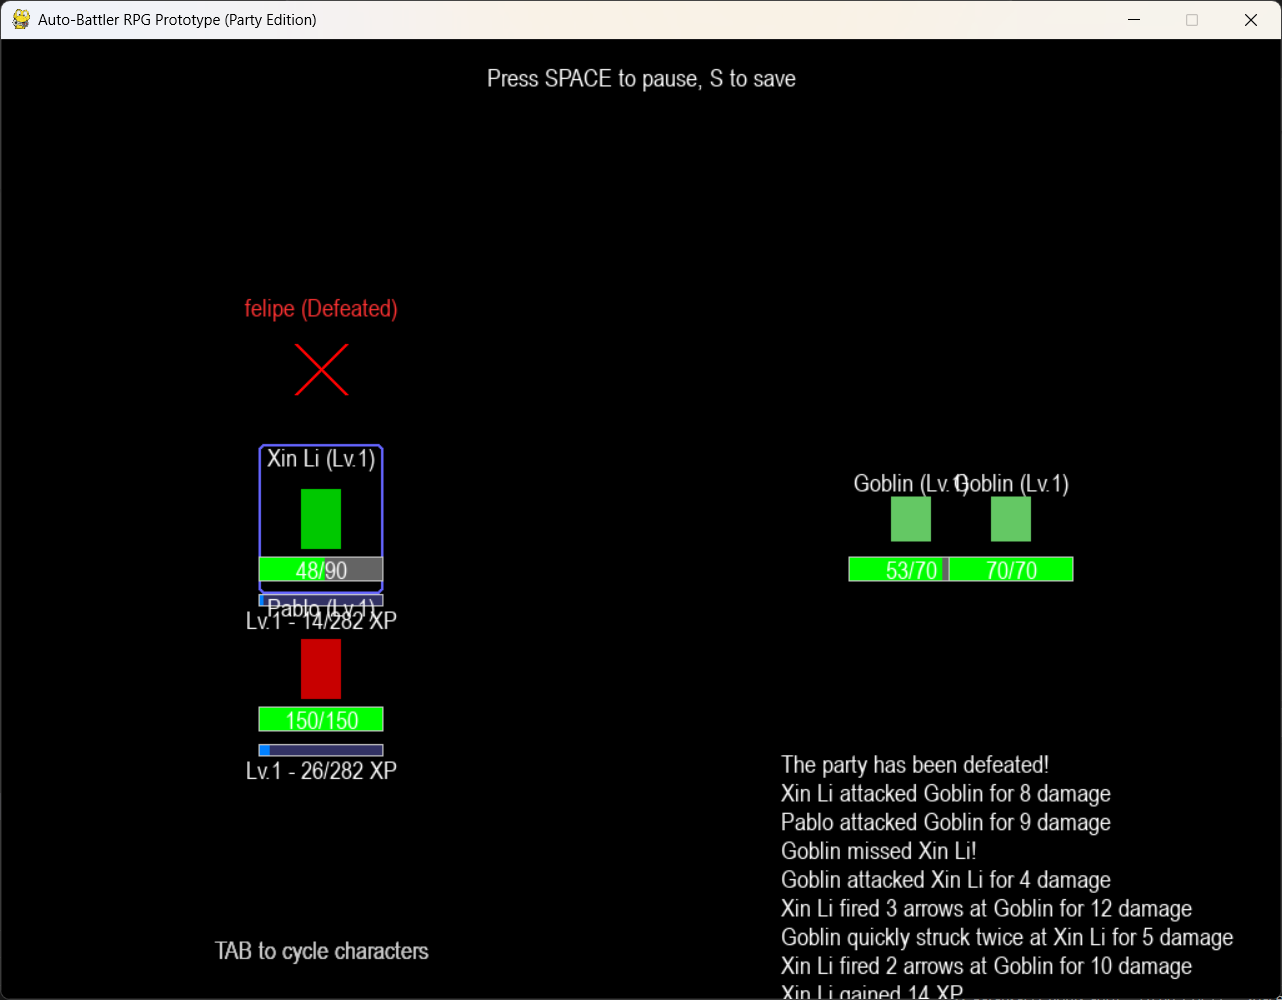 Auto-Battler RPG Prototype (Party Edition)
Press SPACE to pause, S to save
felipe (Defeated)
Xin Li (Lv.1)
48/90
Pablo (Lv.1)
Lv.1 - 14/282 XP
150/150
Lv.1 - 26/282 XP
Goblin (Lv.1)
Goblin (Lv.1)
53/70
70/70
The party has been defeated!
Xin Li attacked Goblin for 8 damage
Pablo attacked Goblin for 9 damage
Goblin missed Xin Li!
Goblin attacked Xin Li for 4 damage
Xin Li fired 3 arrows at Goblin for 12 damage
Goblin quickly struck twice at Xin Li for 5 damage
Xin Li fired 2 arrows at Goblin for 10 damage
Xin Li gained 14 XP
TAB to cycle characters